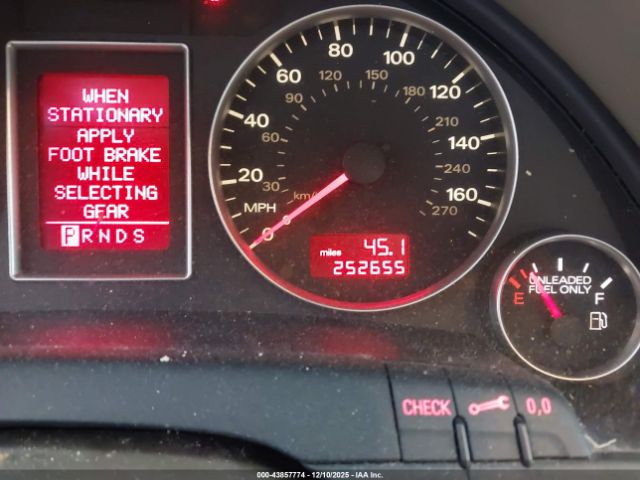 WHEN
STATIONARY
APPLY
FOOT BRAKE
WHILE
SELECTING
GEAR
PRNDS
0
20
40
60
80
100
120
140
160
30
60
90
120
150
180
210
240
270
MPH
km/
miles 45.1
252655
UNLEADED
FUEL ONLY
E
F
CHECK
0,0
000-43857774 - 12/10/2025 - IAA Inc.